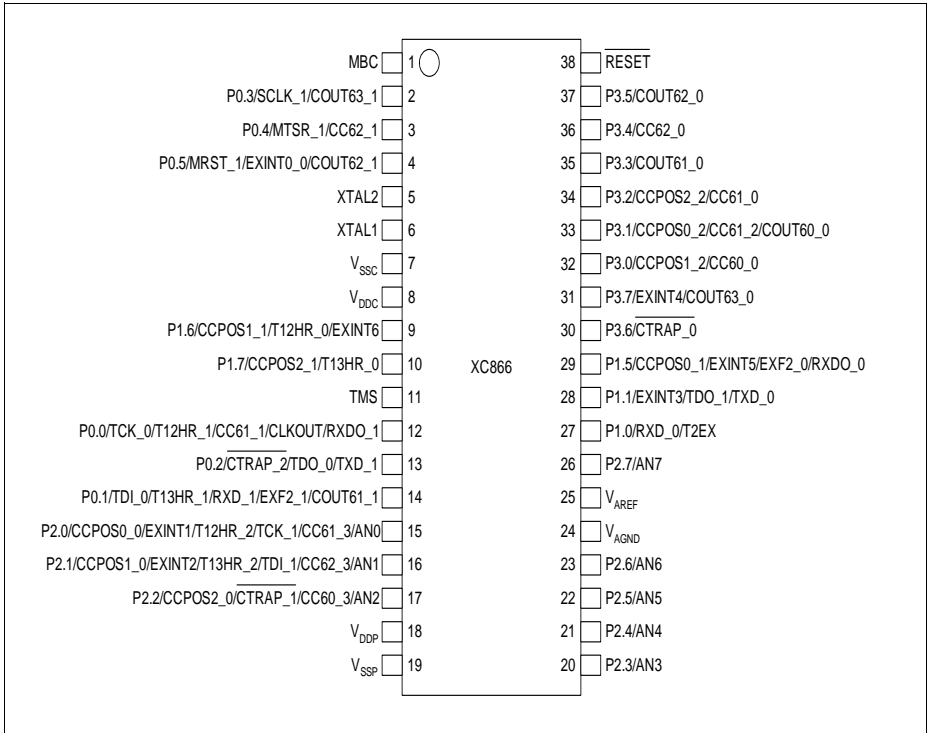 MBC 1 38 RESET
P0.3/SCLK_1/COUT63_1 2 37 P3.5/COUT62_0
P0.4/MTSR_1/CC62_1 3 36 P3.4/CC62_0
P0.5/MRST_1/EXINT0_0/COUT62_1 4 35 P3.3/COUT61_0
XTAL2 5 34 P3.2/CCPOS2_2/CC61_0
XTAL1 6 33 P3.1/CCPOS0_2/CC61_2/COUT60_0
VSSC 7 32 P3.0/CCPOS1_2/CC60_0
VDDC 8 31 P3.7/EXINT4/COUT63_0
P1.6/CCPOS1_1/T12HR_0/EXINT6 9 30 P3.6/CTRAP_0
P1.7/CCPOS2_1/T13HR_0 10 XC866 29 P1.5/CCPOS0_1/EXINT5/EXF2_0/RXDO_0
TMS 11 28 P1.1/EXINT3/TDO_1/TXD_0
P0.0/TCK_0/T12HR_1/CC61_1/CLKOUT/RXDO_1 12 27 P1.0/RXD_0/T2EX
P0.2/CTRAP_2/TDO_0/TXD_1 13 26 P2.7/AN7
P0.1/TDI_0/T13HR_1/RXD_1/EXF2_1/COUT61_1 14 25 VAREF
P2.0/CCPOS0_0/EXINT1/T12HR_2/TCK_1/CC61_3/AN0 15 24 VAGND
P2.1/CCPOS1_0/EXINT2/T13HR_2/TDI_1/CC62_3/AN1 16 23 P2.6/AN6
P2.2/CCPOS2_0/CTRAP_1/CC60_3/AN2 17 22 P2.5/AN5
VDDP 18 21 P2.4/AN4
VSSP 19 20 P2.3/AN3